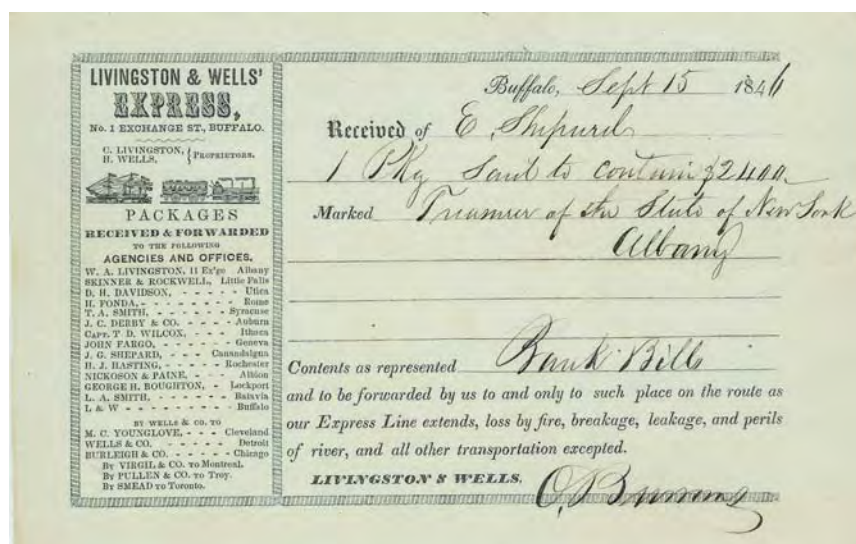 LIVINGSTON & WELLS'
EXPRESS,
No. 1 EXCHANGE ST., BUFFALO.
C. LIVINGSTON, } PROPRIETORS.
H. WELLS,
PACKAGES
RECEIVED & FORWARDED
TO THE FOLLOWING
AGENCIES AND OFFICES.
W. A. LIVINGSTON, 11 Ex'ge Albany
SKINNER & ROCKWELL, Little Falls
D. H. DAVIDSON, - - - - - Utica
H. FONDA, - - - - - - - - Rome
T. A. SMITH, - - - - - - Syracuse
J. C. DERBY & CO. - - - - - Auburn
CAPT. T. D. WILCOX, - - - Ithaca
JOHN FARGO, - - - - - Geneva
J. G. SHEPARD, - - - Canandaigua
H. J. HASTING, - - - - Rochester
NICKOSON & PAINE, - - - Albion
GEORGE H. BOUGHTON, - Lockport
L. A. SMITH, - - - - - - Batavia
L & W - - - - - - - - - Buffalo
BY WELLS & CO. TO
M. C. YOUNGLOVE, - - - Cleveland
WELLS & CO. - - - - - - Detroit
BURLEIGH & CO. - - - - Chicago
BY VIRGIL & CO. to Montreal.
BY PULLEN & CO. to Troy.
BY SMEAD to Toronto.
Buffalo, Sept 15 1846
Received of E. Shepurd
1 Pkg Said to contain $2400
Marked Treasurer of the State of New York
Albany
Contents as represented Bank Bills
and to be forwarded by us to and only to such place on the route as
our Express Line extends, loss by fire, breakage, leakage, and perils
of river, and all other transportation excepted.
LIVINGSTON & WELLS.